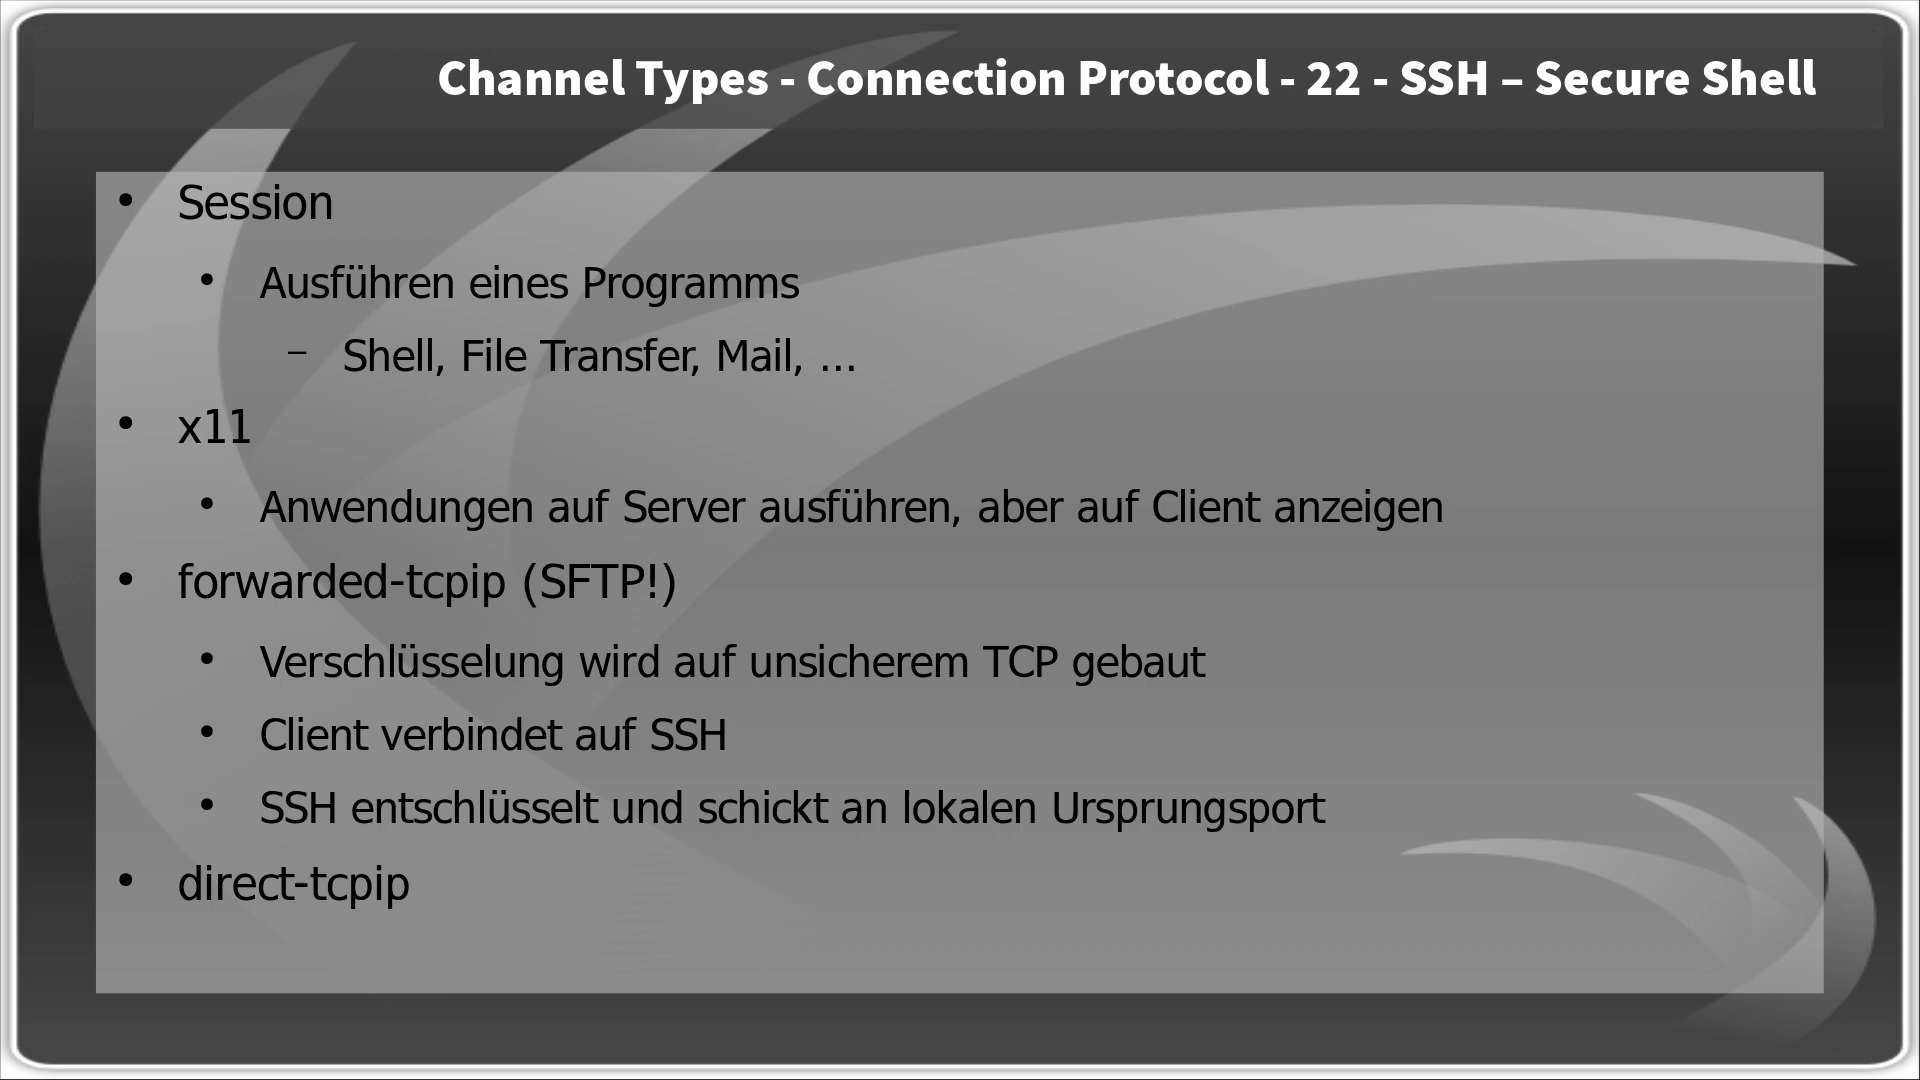 Channel Types - Connection Protocol - 22 - SSH – Secure Shell
• Session
• Ausführen eines Programms
– Shell, File Transfer, Mail, ...
• x11
• Anwendungen auf Server ausführen, aber auf Client anzeigen
• forwarded-tcpip (SFTP!)
• Verschlüsselung wird auf unsicherem TCP gebaut
• Client verbindet auf SSH
• SSH entschlüsselt und schickt an lokalen Ursprungsport
• direct-tcpip